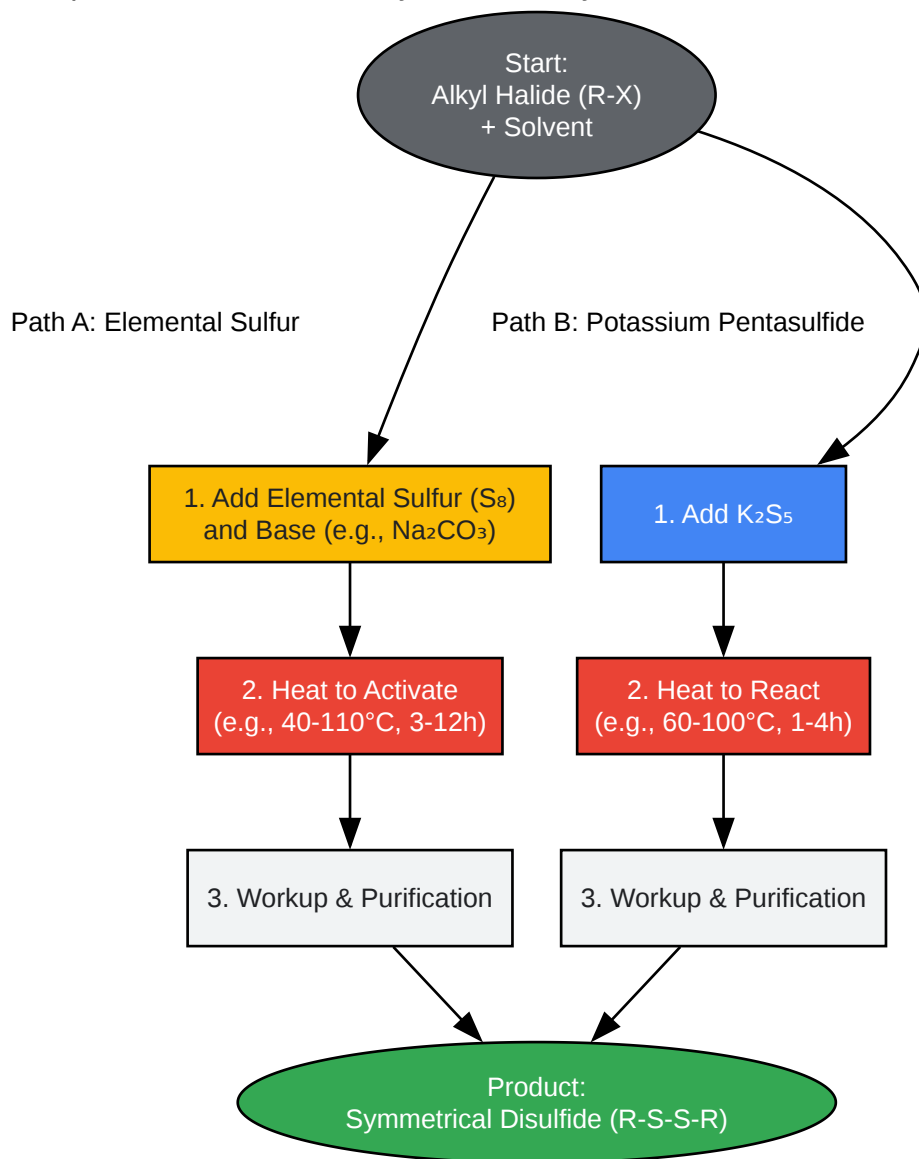 Start:
Alkyl Halide (R-X)
+ Solvent
Path A: Elemental Sulfur
Path B: Potassium Pentasulfide
1. Add Elemental Sulfur (S₈)
and Base (e.g., Na₂CO₃)
1. Add K₂S₅
2. Heat to Activate
(e.g., 40-110°C, 3-12h)
2. Heat to React
(e.g., 60-100°C, 1-4h)
3. Workup & Purification
3. Workup & Purification
Product:
Symmetrical Disulfide (R-S-S-R)